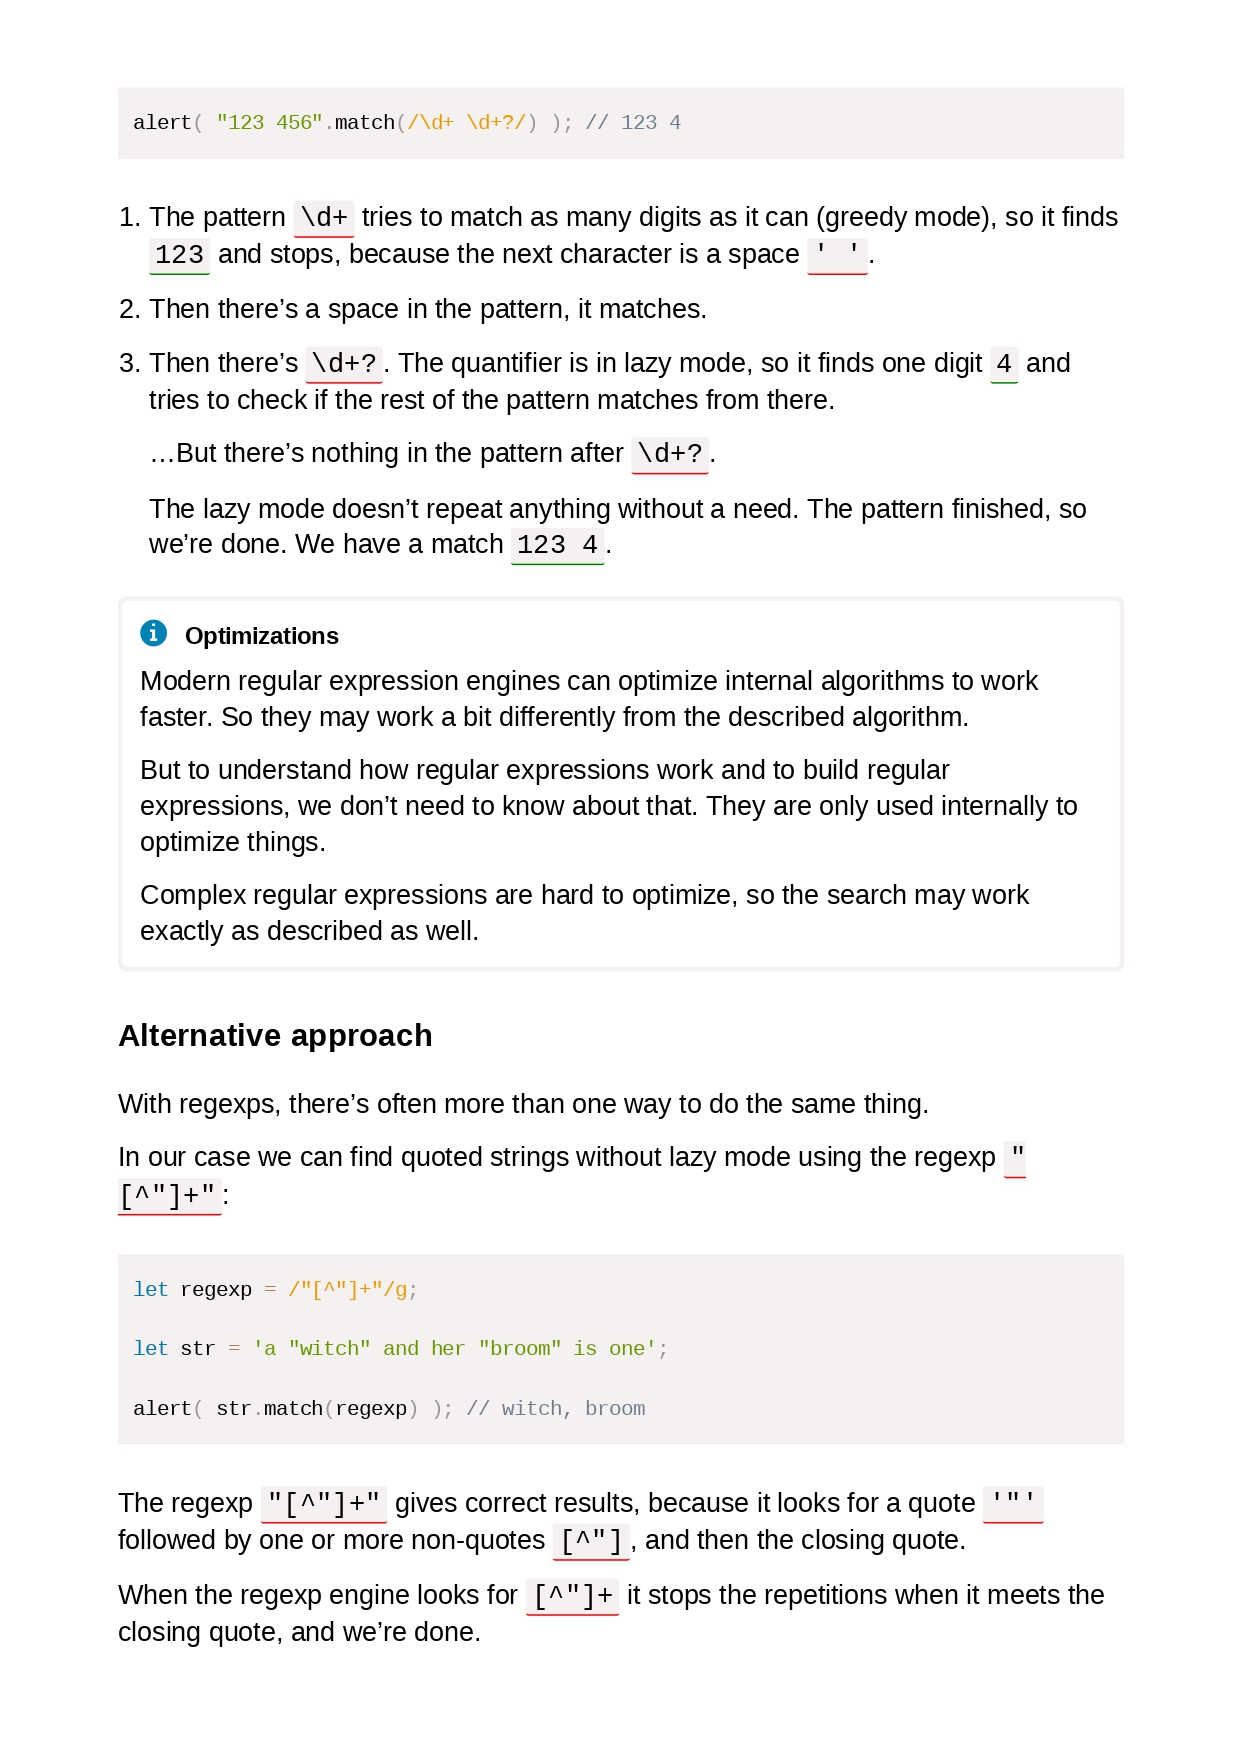 alert( "123 456".match(/\d+ \d+?/) ); // 123 4
1. The pattern \d+ tries to match as many digits as it can (greedy mode), so it finds
123 and stops, because the next character is a space ' '.
2. Then there’s a space in the pattern, it matches.
3. Then there’s \d+?. The quantifier is in lazy mode, so it finds one digit 4 and
tries to check if the rest of the pattern matches from there.
…But there’s nothing in the pattern after \d+?.
The lazy mode doesn’t repeat anything without a need. The pattern finished, so
we’re done. We have a match 123 4.
Optimizations
Modern regular expression engines can optimize internal algorithms to work
faster. So they may work a bit differently from the described algorithm.
But to understand how regular expressions work and to build regular
expressions, we don’t need to know about that. They are only used internally to
optimize things.
Complex regular expressions are hard to optimize, so the search may work
exactly as described as well.
Alternative approach
With regexps, there’s often more than one way to do the same thing.
In our case we can find quoted strings without lazy mode using the regexp "
[^"]+":
let regexp = /"[^"]+"/g;
let str = 'a "witch" and her "broom" is one';
alert( str.match(regexp) ); // witch, broom
The regexp "[^"]+" gives correct results, because it looks for a quote '"'
followed by one or more non-quotes [^"], and then the closing quote.
When the regexp engine looks for [^"]+ it stops the repetitions when it meets the
closing quote, and we’re done.